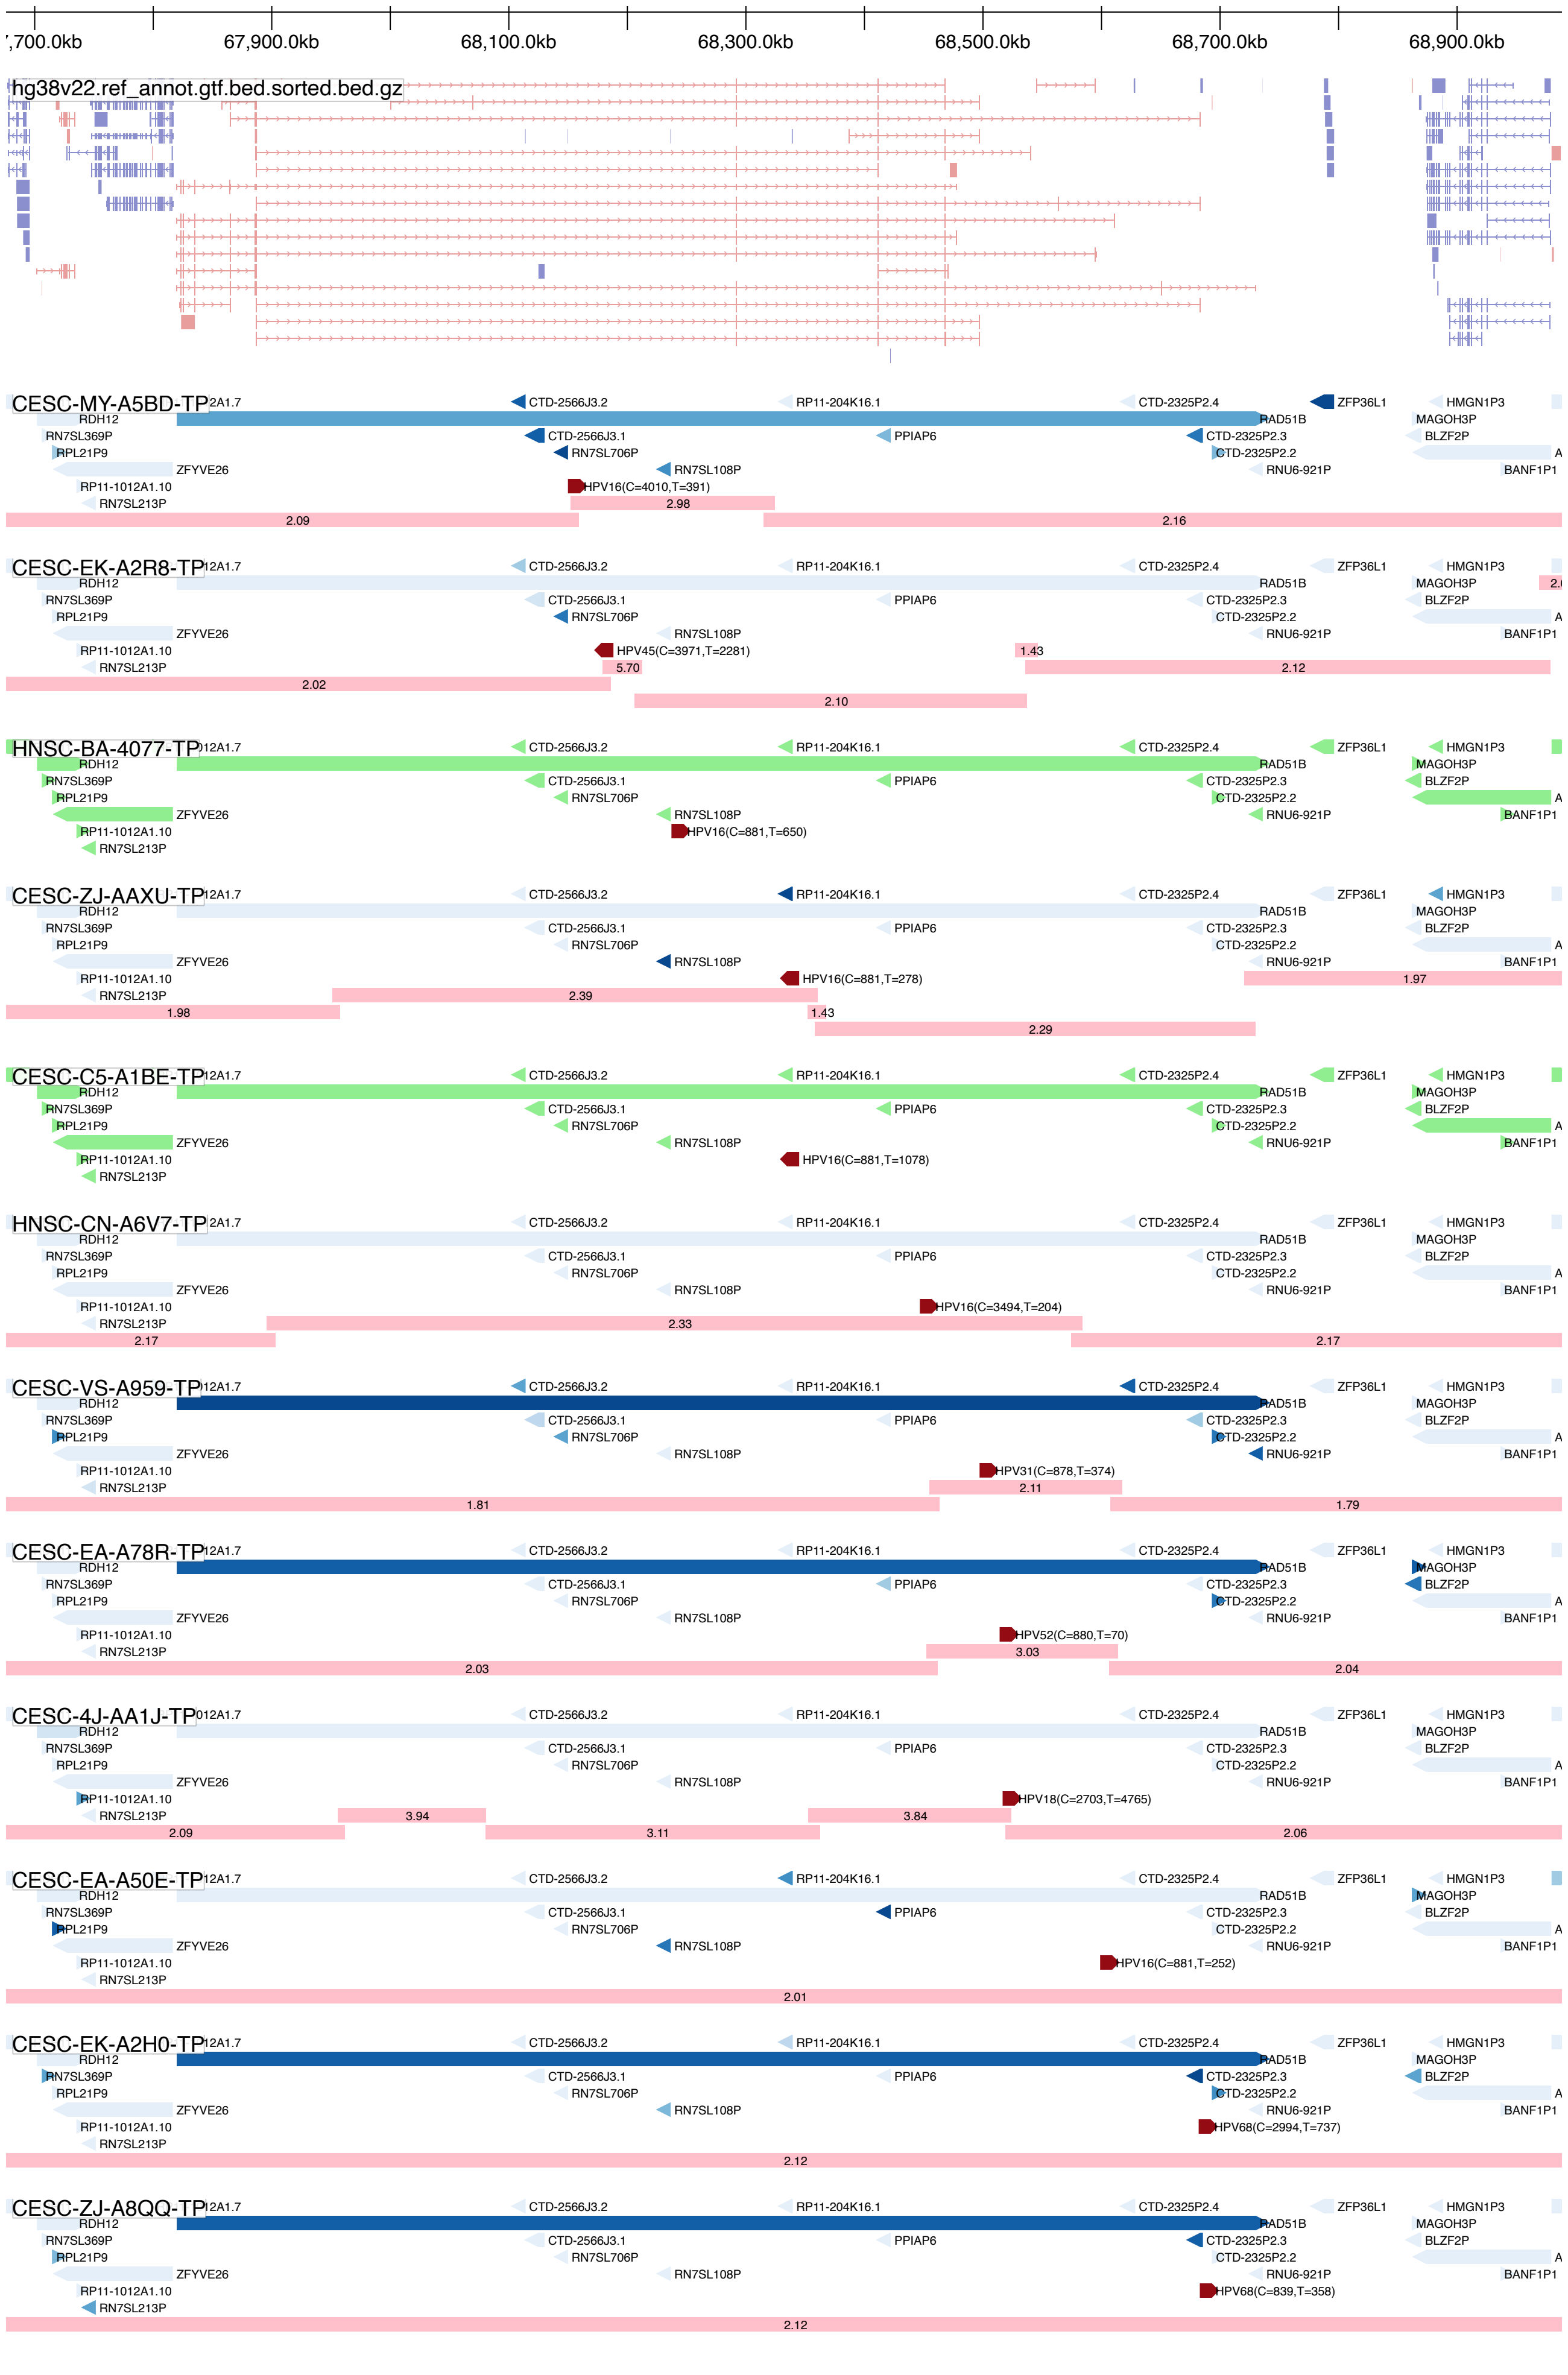 ,700.0kb 67,900.0kb 68,100.0kb 68,300.0kb 68,500.0kb 68,700.0kb 68,900.0kb
hg38v22.ref_annot.gtf.bed.sorted.bed.gz
CESC-MY-A5BD-TP 2A1.7 CTD-2566J3.2 RP11-204K16.1 CTD-2325P2.4 ZFP36L1 HMGN1P3
RDH12 RAD51B MAGOH3P
RN7SL369P CTD-2566J3.1 PPIAP6 CTD-2325P2.3 BLZF2P
RPL21P9 RN7SL706P CTD-2325P2.2 A
ZFYVE26 RN7SL108P RNU6-921P BANF1P1
RP11-1012A1.10 HPV16(C=4010,T=391)
RN7SL213P 2.98
2.09 2.16
CESC-EK-A2R8-TP 12A1.7 CTD-2566J3.2 RP11-204K16.1 CTD-2325P2.4 ZFP36L1 HMGN1P3
RDH12 RAD51B MAGOH3P 2.
RN7SL369P CTD-2566J3.1 PPIAP6 CTD-2325P2.3 BLZF2P
RPL21P9 RN7SL706P CTD-2325P2.2 A
ZFYVE26 RN7SL108P RNU6-921P BANF1P1
RP11-1012A1.10 HPV45(C=3971,T=2281) 1.43
RN7SL213P 5.70 2.12
2.02
2.10
HNSC-BA-4077-TP 012A1.7 CTD-2566J3.2 RP11-204K16.1 CTD-2325P2.4 ZFP36L1 HMGN1P3
RDH12 RAD51B MAGOH3P
RN7SL369P CTD-2566J3.1 PPIAP6 CTD-2325P2.3 BLZF2P
RPL21P9 RN7SL706P CTD-2325P2.2 A
ZFYVE26 RN7SL108P RNU6-921P BANF1P1
RP11-1012A1.10 HPV16(C=881,T=650)
RN7SL213P
CESC-ZJ-AAXU-TP 12A1.7 CTD-2566J3.2 RP11-204K16.1 CTD-2325P2.4 ZFP36L1 HMGN1P3
RDH12 RAD51B MAGOH3P
RN7SL369P CTD-2566J3.1 PPIAP6 CTD-2325P2.3 BLZF2P
RPL21P9 RN7SL706P CTD-2325P2.2 A
ZFYVE26 RN7SL108P RNU6-921P BANF1P1
RP11-1012A1.10 HPV16(C=881,T=278) 1.97
RN7SL213P 2.39
1.98 1.43
2.29
CESC-C5-A1BE-TP 12A1.7 CTD-2566J3.2 RP11-204K16.1 CTD-2325P2.4 ZFP36L1 HMGN1P3
RDH12 RAD51B MAGOH3P
RN7SL369P CTD-2566J3.1 PPIAP6 CTD-2325P2.3 BLZF2P
RPL21P9 RN7SL706P CTD-2325P2.2 A
ZFYVE26 RN7SL108P RNU6-921P BANF1P1
RP11-1012A1.10 HPV16(C=881,T=1078)
RN7SL213P
HNSC-CN-A6V7-TP 2A1.7 CTD-2566J3.2 RP11-204K16.1 CTD-2325P2.4 ZFP36L1 HMGN1P3
RDH12 RAD51B MAGOH3P
RN7SL369P CTD-2566J3.1 PPIAP6 CTD-2325P2.3 BLZF2P
RPL21P9 RN7SL706P CTD-2325P2.2 A
ZFYVE26 RN7SL108P RNU6-921P BANF1P1
RP11-1012A1.10 HPV16(C=3494,T=204)
RN7SL213P 2.33
2.17 2.17
CESC-VS-A959-TP 012A1.7 CTD-2566J3.2 RP11-204K16.1 CTD-2325P2.4 ZFP36L1 HMGN1P3
RDH12 RAD51B MAGOH3P
RN7SL369P CTD-2566J3.1 PPIAP6 CTD-2325P2.3 BLZF2P
RPL21P9 RN7SL706P CTD-2325P2.2 A
ZFYVE26 RN7SL108P RNU6-921P BANF1P1
RP11-1012A1.10 HPV31(C=878,T=374)
RN7SL213P 2.11
1.81 1.79
CESC-EA-A78R-TP 12A1.7 CTD-2566J3.2 RP11-204K16.1 CTD-2325P2.4 ZFP36L1 HMGN1P3
RDH12 RAD51B MAGOH3P
RN7SL369P CTD-2566J3.1 PPIAP6 CTD-2325P2.3 BLZF2P
RPL21P9 RN7SL706P CTD-2325P2.2 A
ZFYVE26 RN7SL108P RNU6-921P BANF1P1
RP11-1012A1.10 HPV52(C=880,T=70)
RN7SL213P 3.03
2.03 2.04
CESC-4J-AA1J-TP 012A1.7 CTD-2566J3.2 RP11-204K16.1 CTD-2325P2.4 ZFP36L1 HMGN1P3
RDH12 RAD51B MAGOH3P
RN7SL369P CTD-2566J3.1 PPIAP6 CTD-2325P2.3 BLZF2P
RPL21P9 RN7SL706P CTD-2325P2.2 A
ZFYVE26 RN7SL108P RNU6-921P BANF1P1
RP11-1012A1.10 HPV18(C=2703,T=4765)
RN7SL213P 3.94 3.84
2.09 3.11 2.06
CESC-EA-A50E-TP 12A1.7 CTD-2566J3.2 RP11-204K16.1 CTD-2325P2.4 ZFP36L1 HMGN1P3
RDH12 RAD51B MAGOH3P
RN7SL369P CTD-2566J3.1 PPIAP6 CTD-2325P2.3 BLZF2P
RPL21P9 RN7SL706P CTD-2325P2.2 A
ZFYVE26 RN7SL108P RNU6-921P BANF1P1
RP11-1012A1.10 HPV16(C=881,T=252)
RN7SL213P
2.01
CESC-EK-A2H0-TP 12A1.7 CTD-2566J3.2 RP11-204K16.1 CTD-2325P2.4 ZFP36L1 HMGN1P3
RDH12 RAD51B MAGOH3P
RN7SL369P CTD-2566J3.1 PPIAP6 CTD-2325P2.3 BLZF2P
RPL21P9 RN7SL706P CTD-2325P2.2 A
ZFYVE26 RN7SL108P RNU6-921P BANF1P1
RP11-1012A1.10 HPV68(C=2994,T=737)
RN7SL213P
2.12
CESC-ZJ-A8QQ-TP 12A1.7 CTD-2566J3.2 RP11-204K16.1 CTD-2325P2.4 ZFP36L1 HMGN1P3
RDH12 RAD51B MAGOH3P
RN7SL369P CTD-2566J3.1 PPIAP6 CTD-2325P2.3 BLZF2P
RPL21P9 RN7SL706P CTD-2325P2.2 A
ZFYVE26 RN7SL108P RNU6-921P BANF1P1
RP11-1012A1.10 HPV68(C=839,T=358)
RN7SL213P
2.12